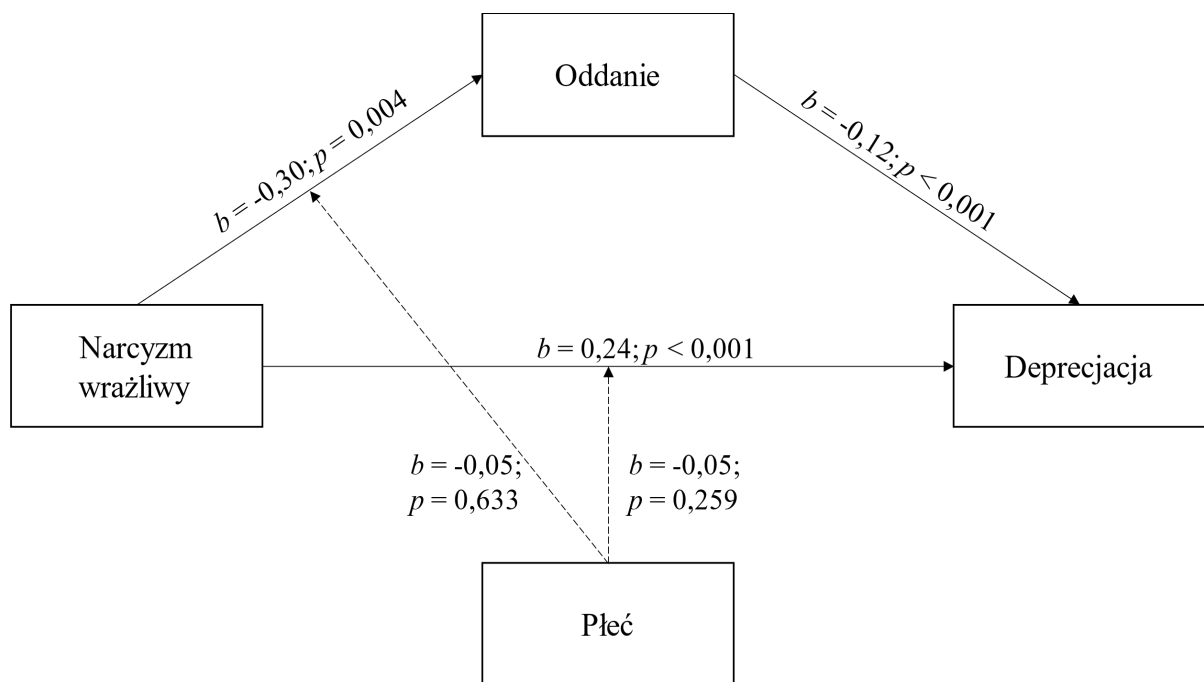 Oddanie
b = -0,30; p = 0,004
b = -0,12; p < 0,001
Narcyzm
wrażliwy
b = 0,24; p < 0,001
Deprecjacja
b = -0,05;
p = 0,633
b = -0,05;
p = 0,259
Płeć